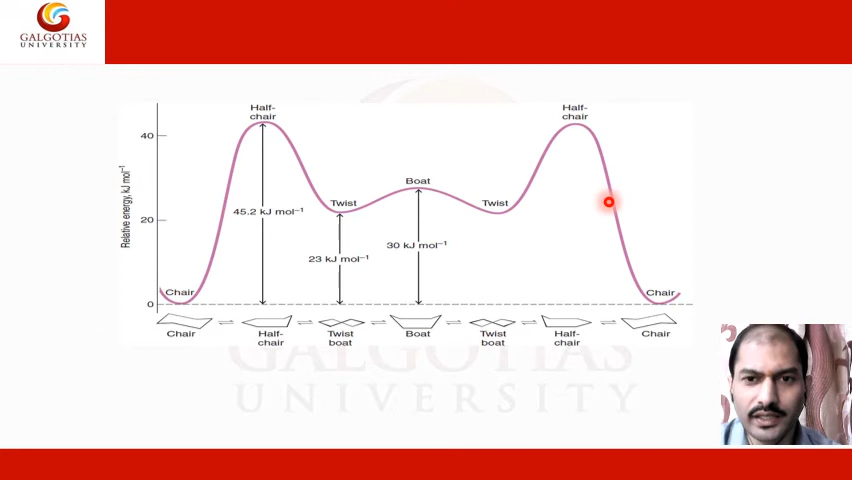 GALGOTIAS
UNIVERSITY
Half-
chair
Half-
chair
40
Boat
Twist
Twist
45.2 kJ mol⁻¹
20
Relative energy, kJ mol⁻¹
30 kJ mol⁻¹
23 kJ mol⁻¹
Chair
Chair
0
Chair
Half-
chair
Twist
boat
Boat
Twist
boat
Half-
chair
Chair
GALGOTIAS
UNIVERSITY